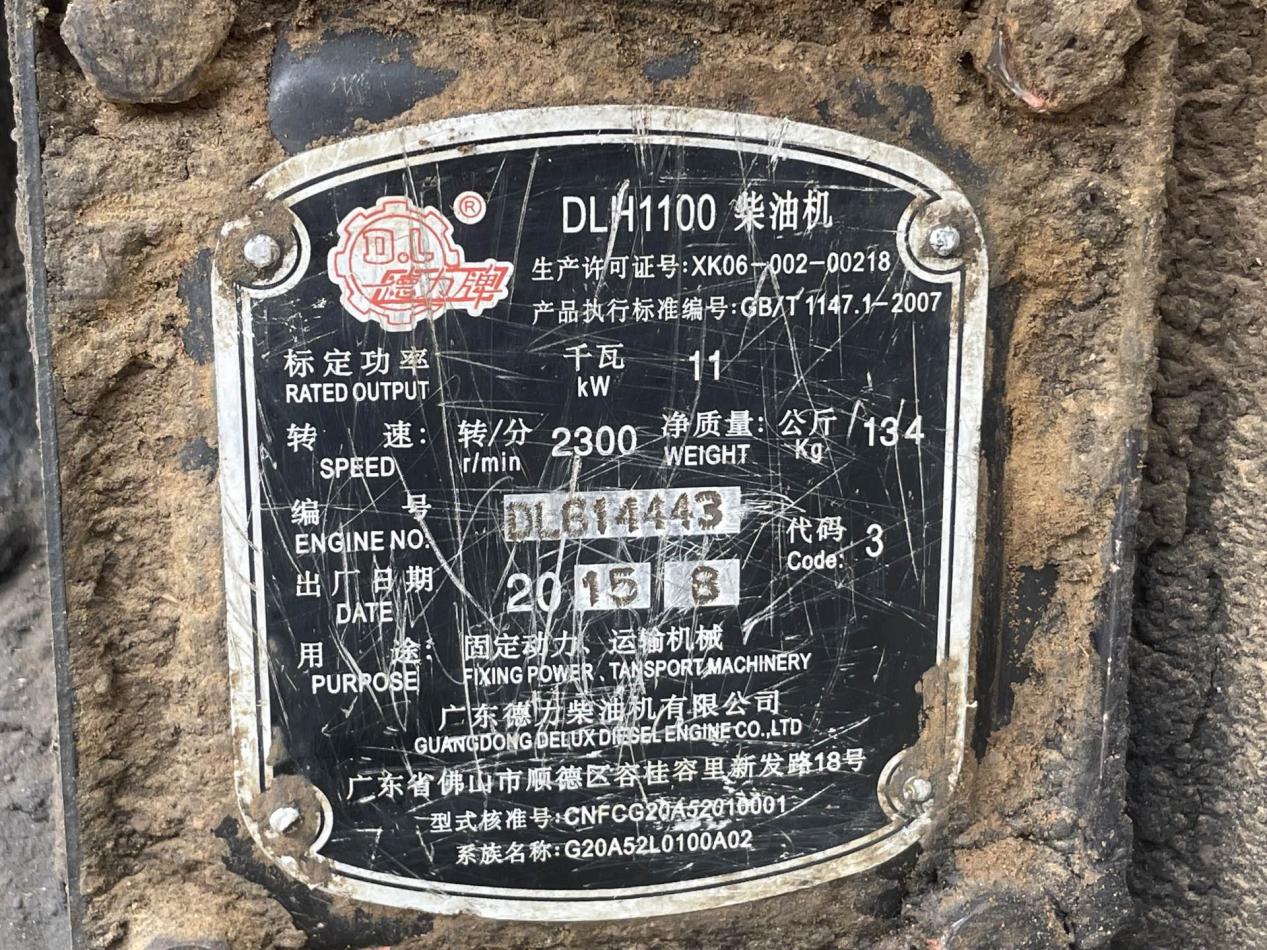 D.L
德力牌
®
DLH1100 柴油机
生产许可证号:XK06-002-00218
产品执行标准编号:GB/T 1147.1-2007
标定功率 千瓦 11
RATED OUTPUT kW
转 速: 转/分 2300 净质量: 公斤 134
SPEED r/min WEIGHT Kg
编 号 DL614443 代码 3
ENGINE NO. Code:
出厂日期 20 15 8
DATE
用 途: 固定动力、运输机械
PURPOSE FIXING POWER、TANSPORT,MACHINERY
广东德力柴油机有限公司
GUANGDONG DELUX DIESEL ENGINE CO.,LTD
广东省佛山市顺德区容桂容里新发路18号
型式核准号:CNFCG20A52010001
系族名称:G20A52L0100A02